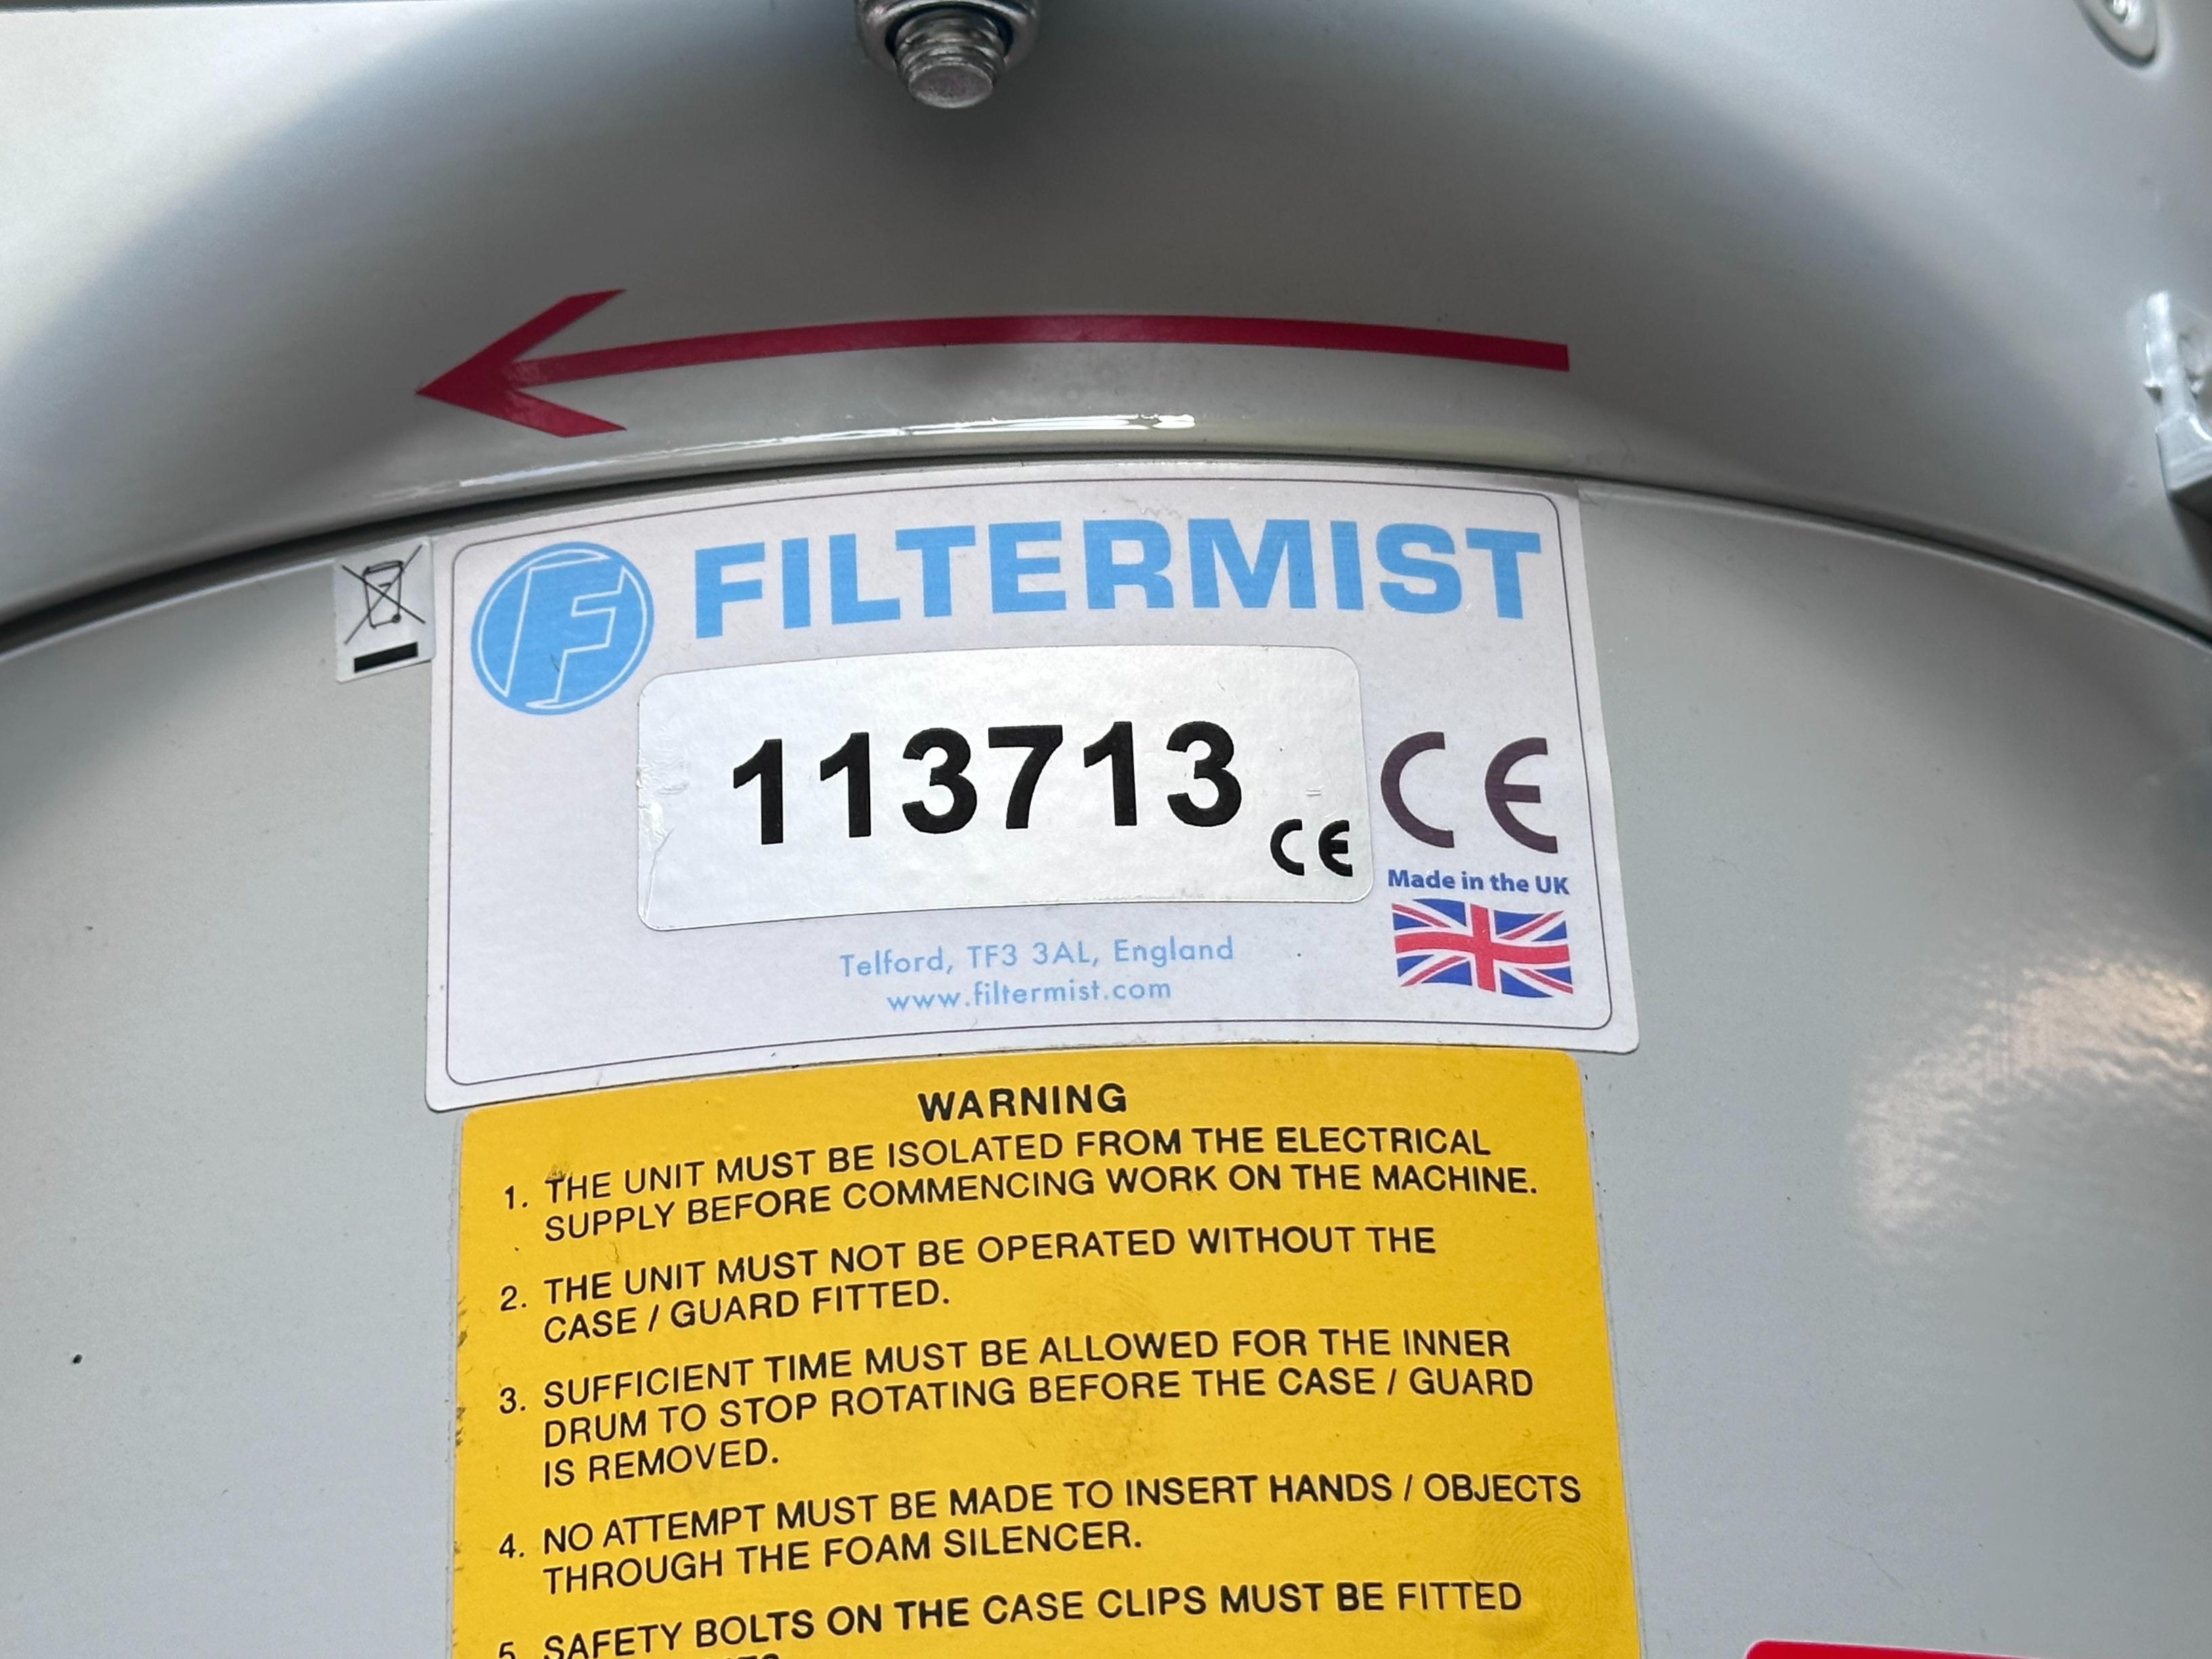 FILTERMIST
113713
CE
CE
Made in the UK
Telford, TF3 3AL, England
www.filtermist.com
WARNING
1. THE UNIT MUST BE ISOLATED FROM THE ELECTRICAL
SUPPLY BEFORE COMMENCING WORK ON THE MACHINE.
2. THE UNIT MUST NOT BE OPERATED WITHOUT THE
CASE / GUARD FITTED.
3. SUFFICIENT TIME MUST BE ALLOWED FOR THE INNER
DRUM TO STOP ROTATING BEFORE THE CASE / GUARD
IS REMOVED.
4. NO ATTEMPT MUST BE MADE TO INSERT HANDS / OBJECTS
THROUGH THE FOAM SILENCER.
5. SAFETY BOLTS ON THE CASE CLIPS MUST BE FITTED